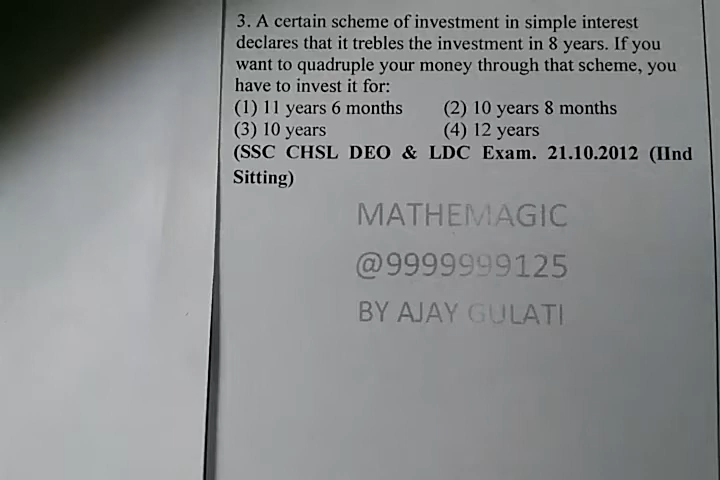 3. A certain scheme of investment in simple interest
declares that it trebles the investment in 8 years. If you
want to quadruple your money through that scheme, you
have to invest it for:
(1) 11 years 6 months (2) 10 years 8 months
(3) 10 years (4) 12 years
(SSC CHSL DEO & LDC Exam. 21.10.2012 (IInd
Sitting)
MATHEMAGIC
@9999999125
BY AJAY GULATI